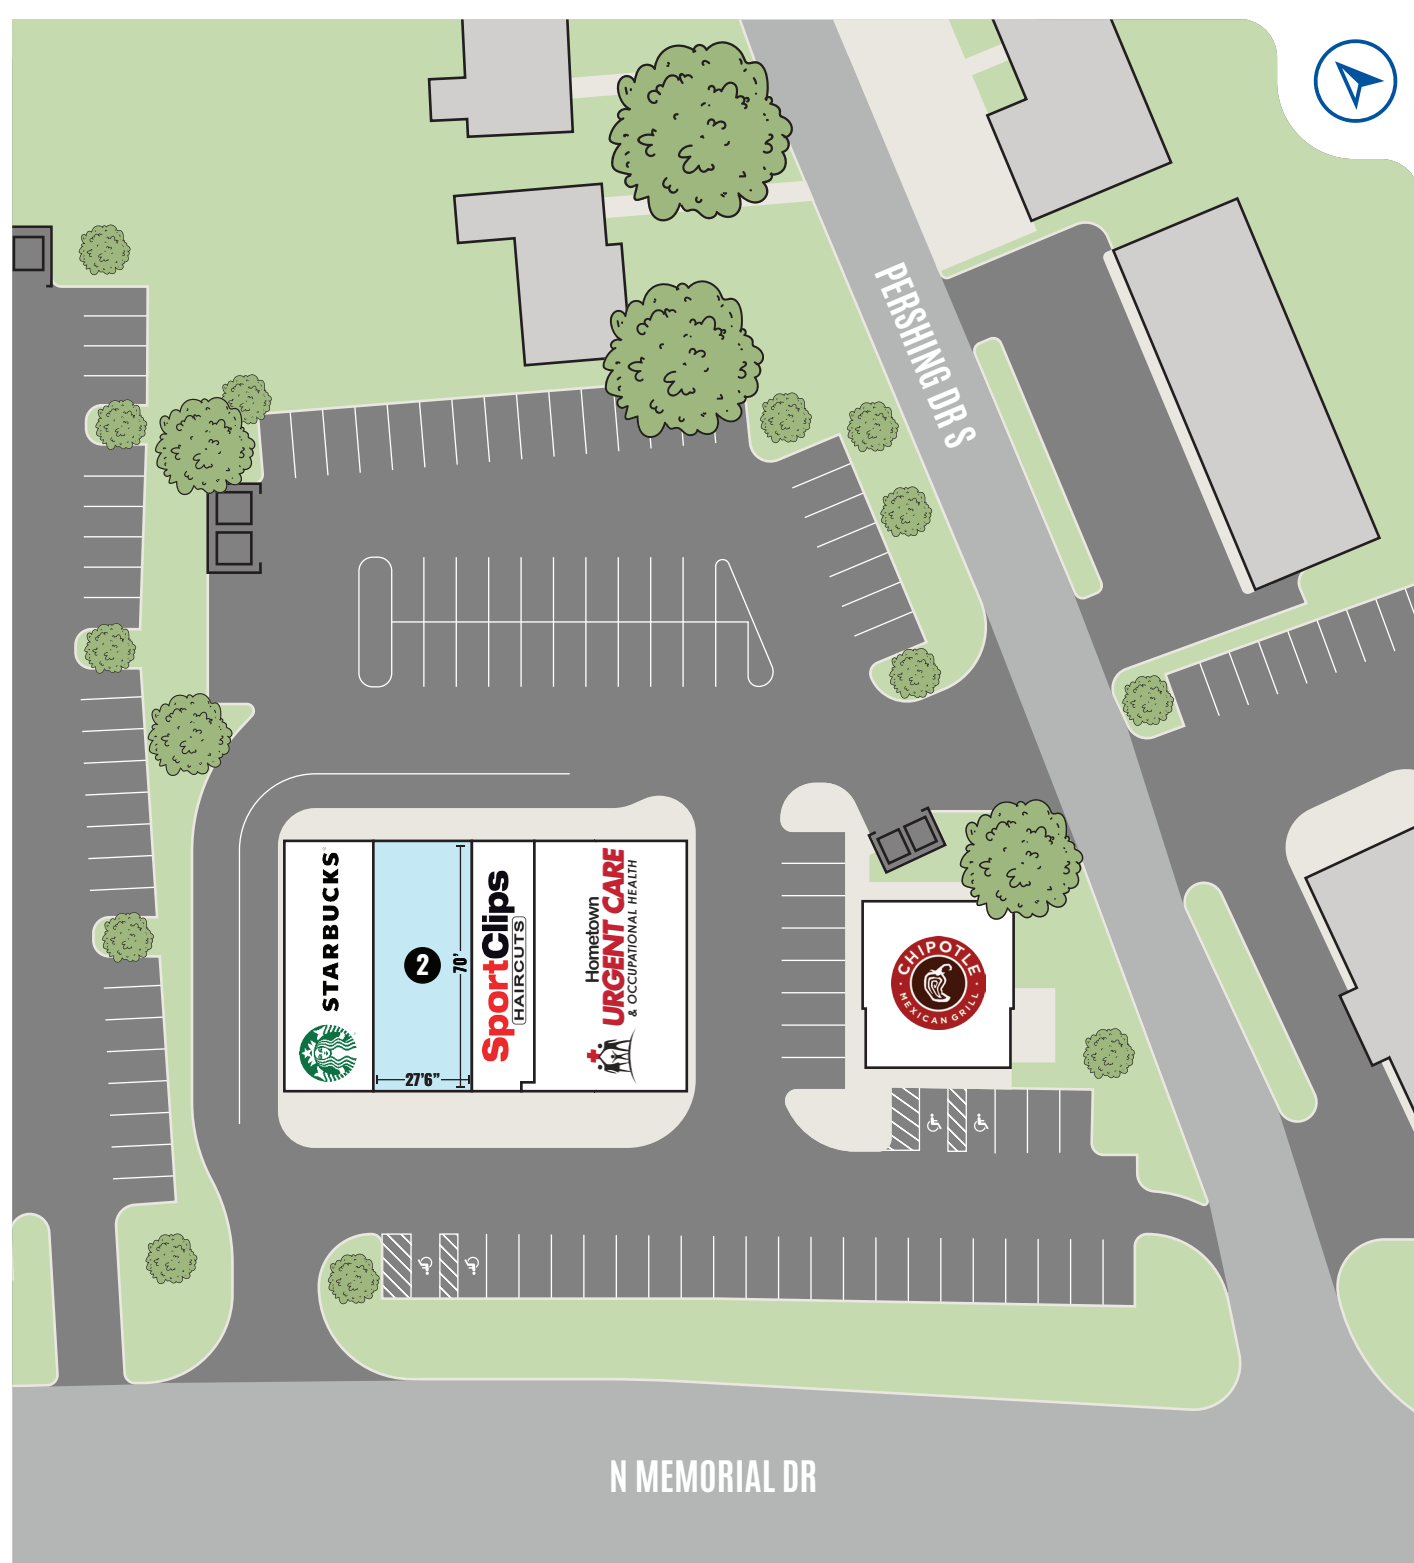 PERSHING DR S
STARBUCKS
2
70'
27'6"
SportClips
HAIRCUTS
Hometown
URGENT CARE
& OCCUPATIONAL HEALTH
CHIPOTLE
MEXICAN GRILL
N MEMORIAL DR